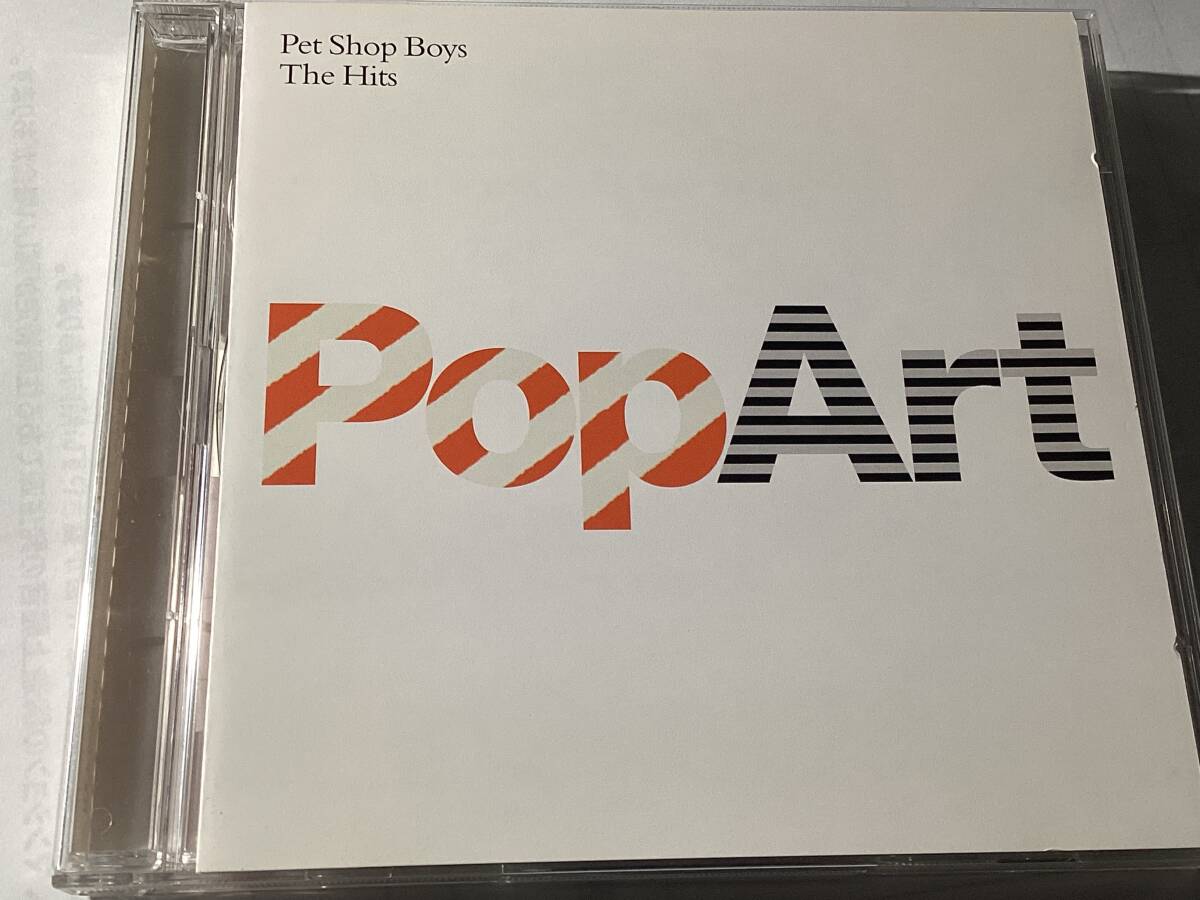 Pet Shop Boys
The Hits
PopArt